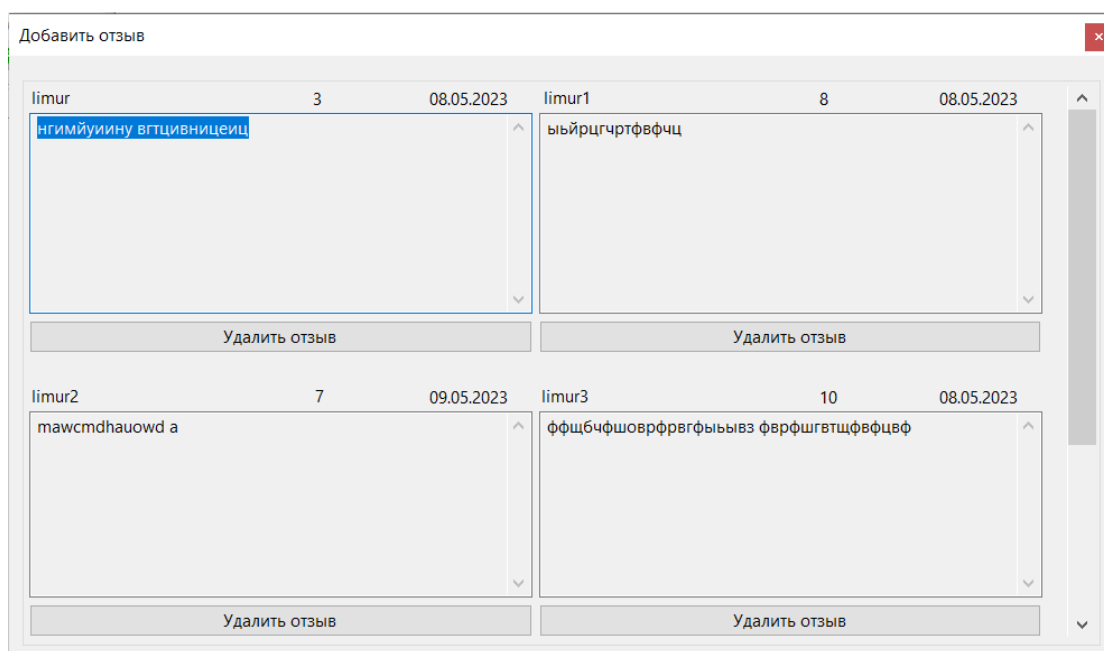 Добавить отзыв
limur 3 08.05.2023 limur1 8 08.05.2023
нгимйуиину вгтцивницеиц ыьйрцгчртфвфчц
Удалить отзыв Удалить отзыв
limur2 7 09.05.2023 limur3 10 08.05.2023
mawcmdhauowd a ффщбчфшоврфрвгфыьывз фврфшгвтщфвфцвф
Удалить отзыв Удалить отзыв